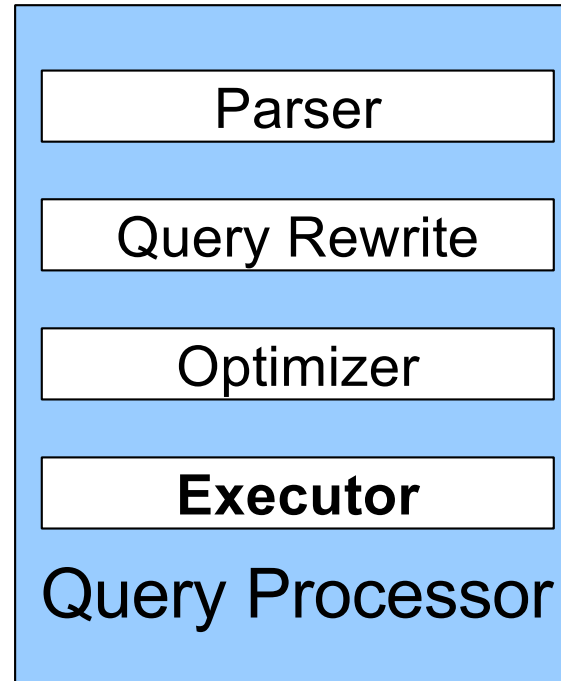 Parser
Query Rewrite
Optimizer
Executor
Query Processor